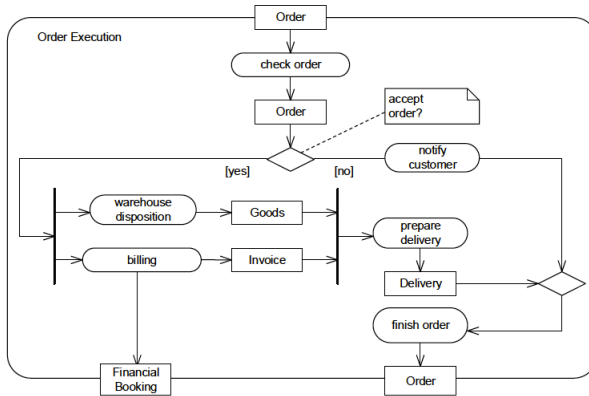 Order
Order Execution
check order
accept
order?
Order
notify
customer
[yes]
[no]
warehouse
disposition
Goods
prepare
delivery
billing
Invoice
Delivery
finish order
Financial
Booking
Order